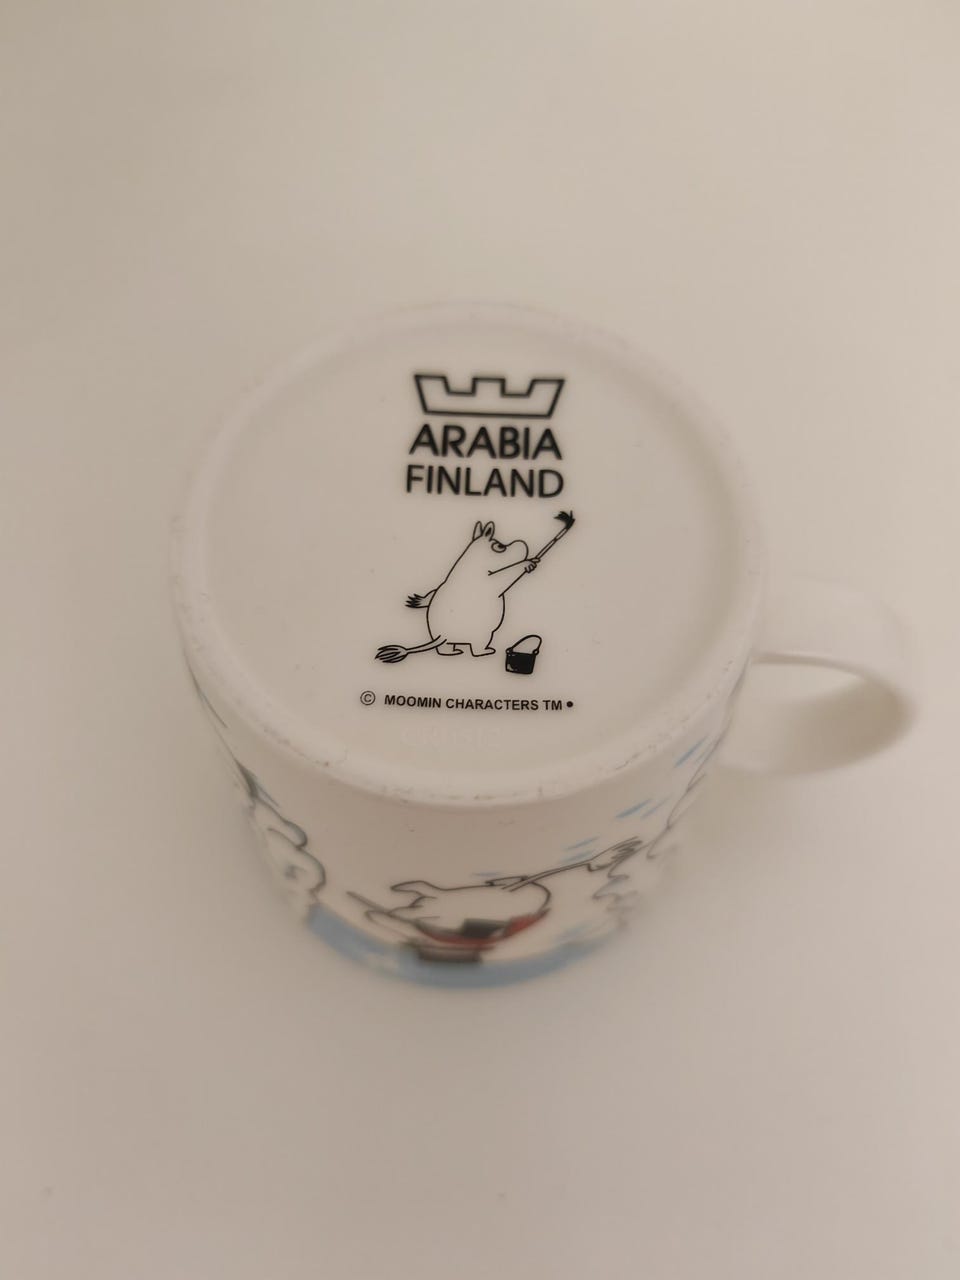 ARABIA
FINLAND
© MOOMIN CHARACTERS TM •